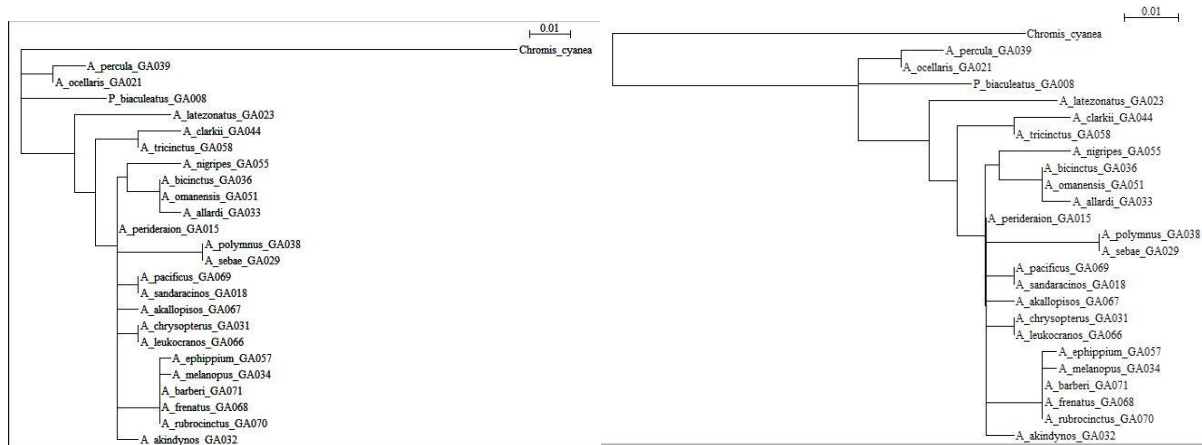 0.01
Chromis_cyanea
A_percula_GA039
A_ocellaris_GA021
P_biaculeatus_GA008
A_latezonatus_GA023
A_clarkii_GA044
A_tricinctus_GA058
A_nigripes_GA055
A_bicinctus_GA036
A_omanensis_GA051
A_allardi_GA033
A_perideraion_GA015
A_polymnus_GA038
A_sebae_GA029
A_pacificus_GA069
A_sandaracinos_GA018
A_akallopisos_GA067
A_chrysopterus_GA031
A_leukocranos_GA066
A_ephippium_GA057
A_melanopus_GA034
A_barberi_GA071
A_frenatus_GA068
A_rubrocinctus_GA070
A_akindynos_GA032
0.01
Chromis_cyanea
A_percula_GA039
A_ocellaris_GA021
P_biaculeatus_GA008
A_latezonatus_GA023
A_clarkii_GA044
A_tricinctus_GA058
A_nigripes_GA055
A_bicinctus_GA036
A_omanensis_GA051
A_allardi_GA033
A_perideraion_GA015
A_polymnus_GA038
A_sebae_GA029
A_pacificus_GA069
A_sandaracinos_GA018
A_akallopisos_GA067
A_chrysopterus_GA031
A_leukocranos_GA066
A_ephippium_GA057
A_melanopus_GA034
A_barberi_GA071
A_frenatus_GA068
A_rubrocinctus_GA070
A_akindynos_GA032